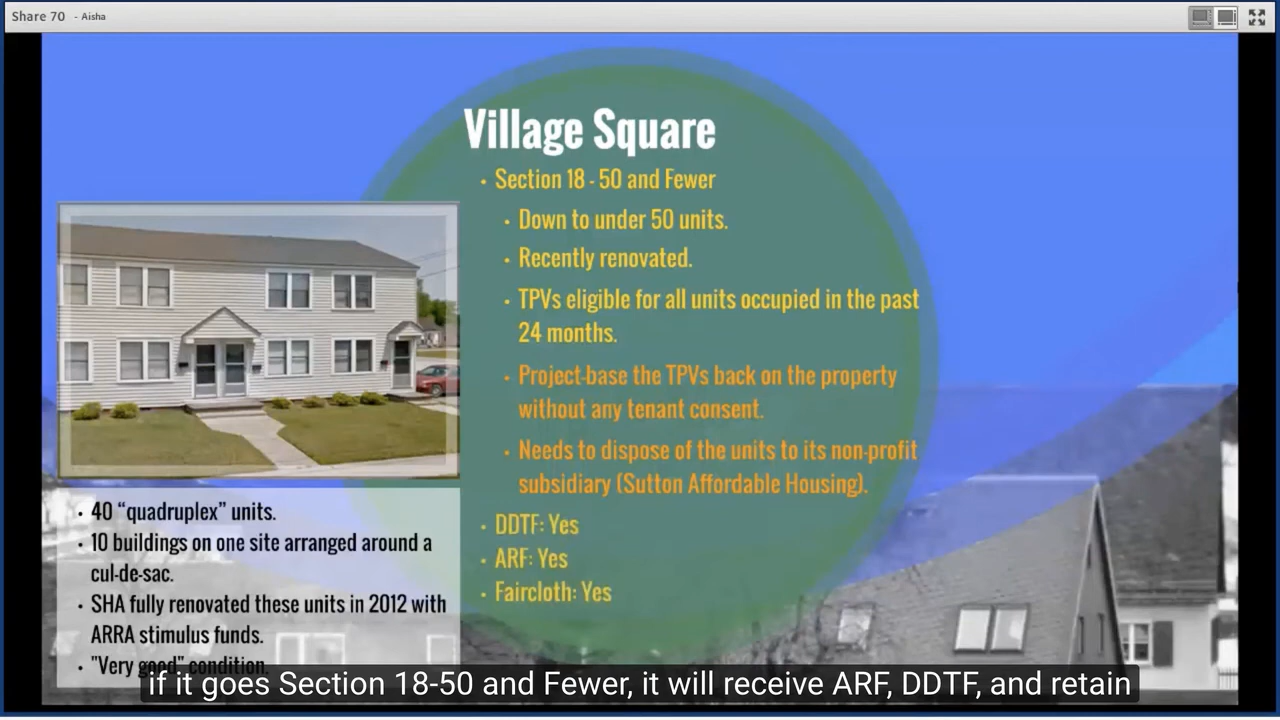 Share 70 - Aisha
Village Square
• Section 18 - 50 and Fewer
• Down to under 50 units.
• Recently renovated.
• TPVs eligible for all units occupied in the past
24 months.
• Project-base the TPVs back on the property
without any tenant consent.
• Needs to dispose of the units to its non-profit
subsidiary (Sutton Affordable Housing).
• DDTF: Yes
• ARF: Yes
• Faircloth: Yes
• 40 “quadruplex” units.
• 10 buildings on one site arranged around a
cul-de-sac.
• SHA fully renovated these units in 2012 with
ARRA stimulus funds.
• "Very good” condition.
if it goes Section 18-50 and Fewer, it will receive ARF, DDTF, and retain